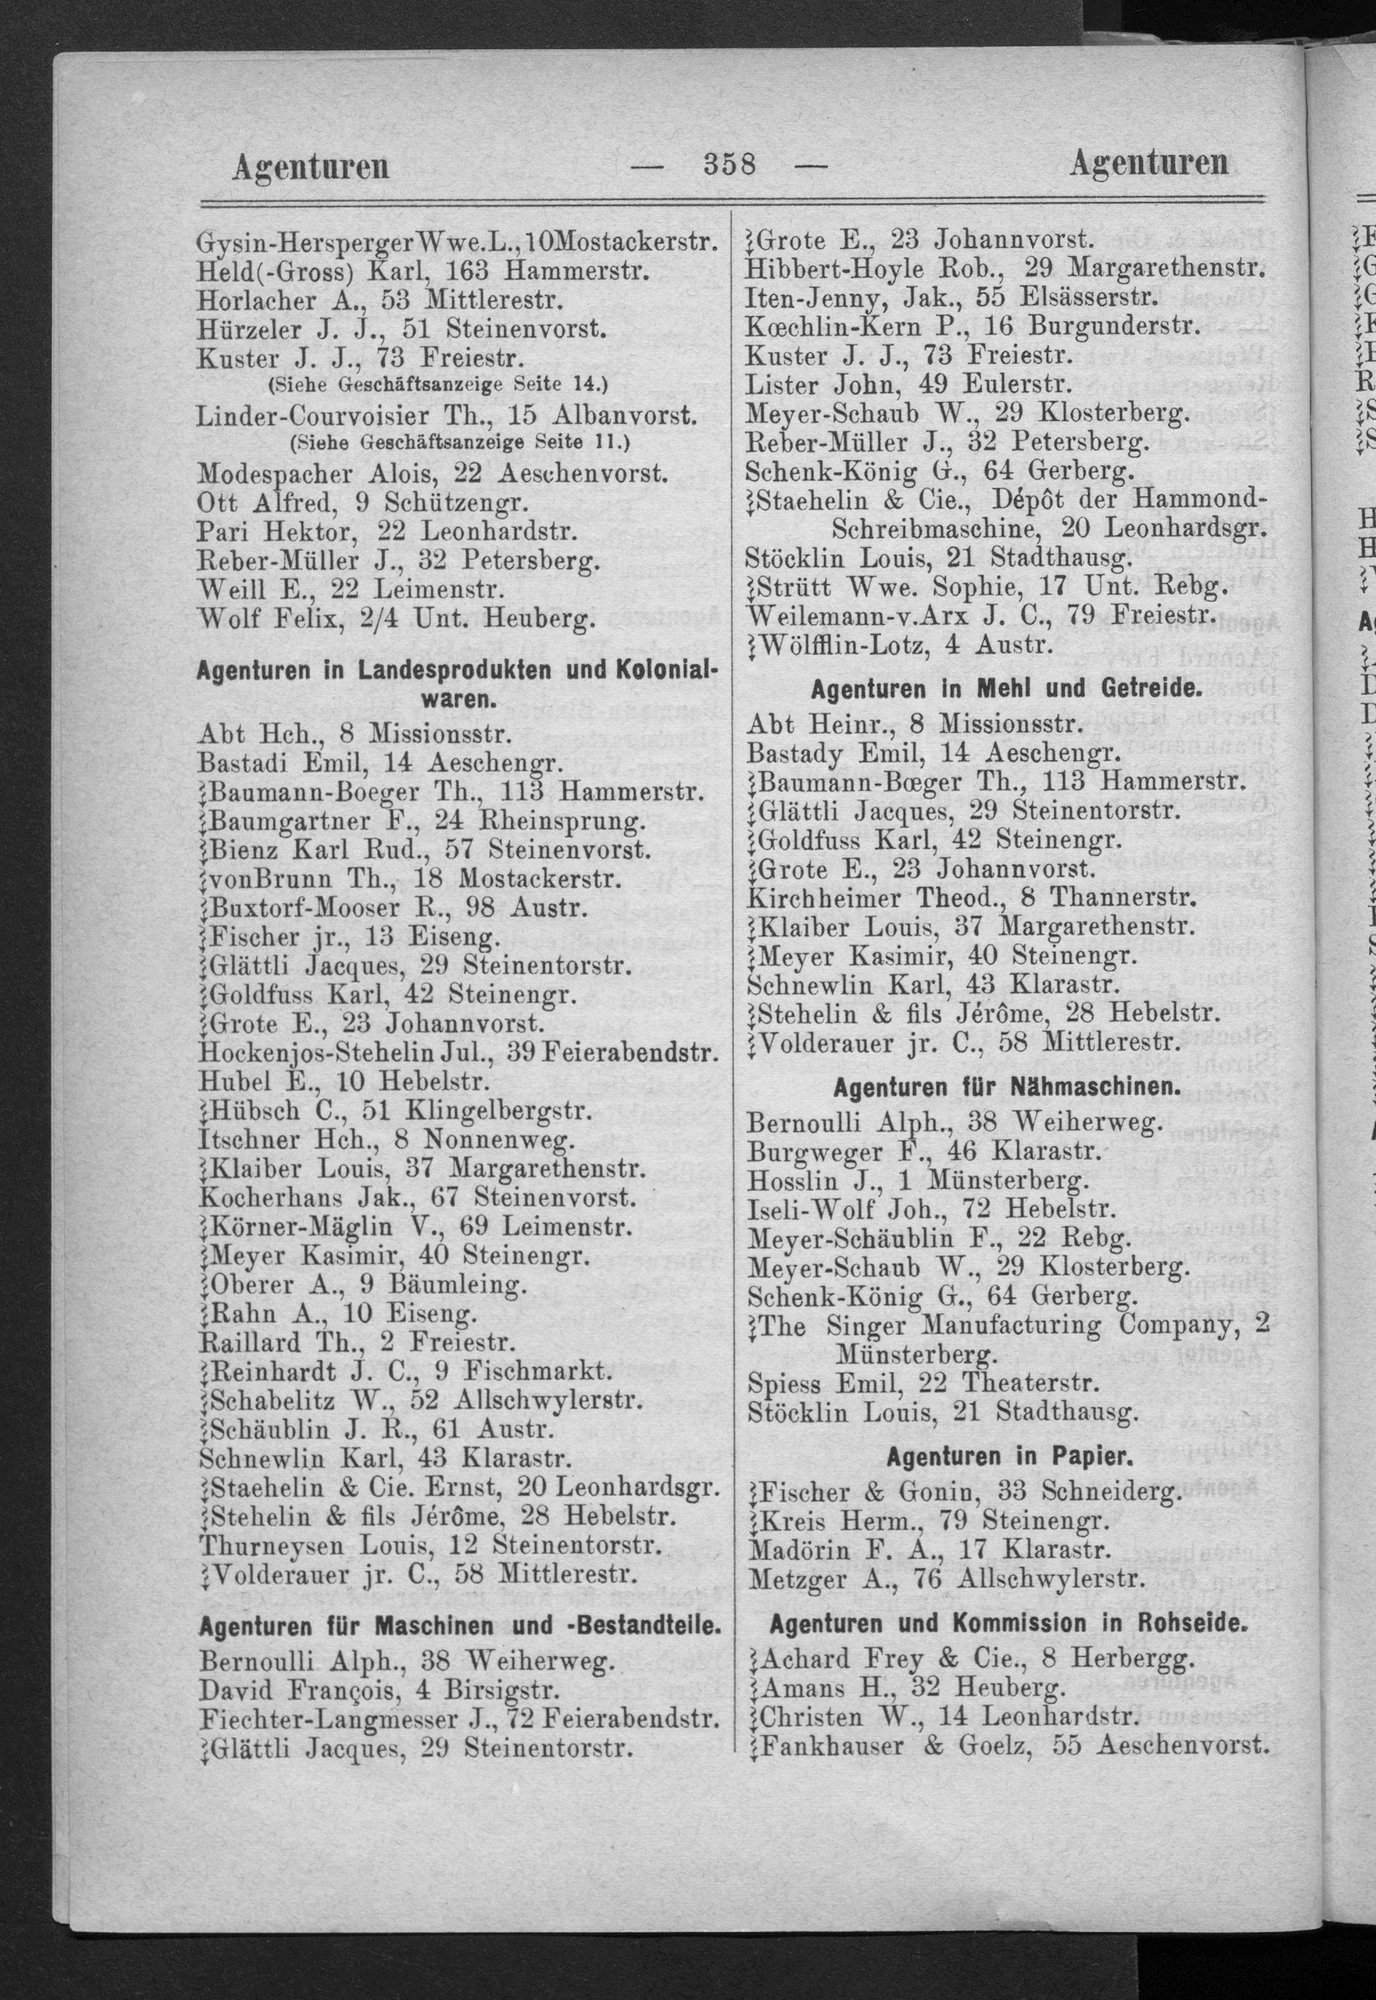 Agenturen — 358 — Agenturen
Gysin-Hersperger Wwe. L., 10 Mostackerstr.
Held(-Gross) Karl, 163 Hammerstr.
Horlacher A., 53 Mittlerestr.
Hürzeler J. J., 51 Steinenvorst.
Kuster J. J., 73 Freiestr.
(Siehe Geschäftsanzeige Seite 14.)
Linder-Courvoisier Th., 15 Albanvorst.
(Siehe Geschäftsanzeige Seite 11.)
Modespacher Alois, 22 Aeschenvorst.
Ott Alfred, 9 Schützengr.
Pari Hektor, 22 Leonhardstr.
Reber-Müller J., 32 Petersberg.
Weill E., 22 Leimenstr.
Wolf Felix, 2/4 Unt. Heuberg.
Agenturen in Landesprodukten und Kolonial-
waren.
Abt Hch., 8 Missionsstr.
Bastadi Emil, 14 Aeschengr.
⸾Baumann-Boeger Th., 113 Hammerstr.
⸾Baumgartner F., 24 Rheinsprung.
⸾Bienz Karl Rud., 57 Steinenvorst.
⸾vonBrunn Th., 18 Mostackerstr.
⸾Buxtorf-Mooser R., 98 Austr.
⸾Fischer jr., 13 Eiseng.
⸾Glättli Jacques, 29 Steinentorstr.
⸾Goldfuss Karl, 42 Steinengr.
⸾Grote E., 23 Johannvorst.
Hockenjos-Stehelin Jul., 39 Feierabendstr.
Hubel E., 10 Hebelstr.
⸾Hübsch C., 51 Klingelbergstr.
Itschner Hch., 8 Nonnenweg.
⸾Klaiber Louis, 37 Margarethenstr.
Kocherhans Jak., 67 Steinenvorst.
⸾Körner-Mäglin V., 69 Leimenstr.
⸾Meyer Kasimir, 40 Steinengr.
⸾Oberer A., 9 Bäumleing.
⸾Rahn A., 10 Eiseng.
Raillard Th., 2 Freiestr.
⸾Reinhardt J. C., 9 Fischmarkt.
⸾Schabelitz W., 52 Allschwylerstr.
⸾Schäublin J. R., 61 Austr.
Schnewlin Karl, 43 Klarastr.
⸾Staehelin & Cie. Ernst, 20 Leonhardsgr.
⸾Stehelin & fils Jérôme, 28 Hebelstr.
Thurneysen Louis, 12 Steinentorstr.
⸾Volderauer jr. C., 58 Mittlerestr.
Agenturen für Maschinen und -Bestandteile.
Bernoulli Alph., 38 Weiherweg.
David François, 4 Birsigstr.
Fiechter-Langmesser J., 72 Feierabendstr.
⸾Glättli Jacques, 29 Steinentorstr.
⸾Grote E., 23 Johannvorst.
Hibbert-Hoyle Rob., 29 Margarethenstr.
Iten-Jenny, Jak., 55 Elsässerstr.
Kœchlin-Kern P., 16 Burgunderstr.
Kuster J. J., 73 Freiestr.
Lister John, 49 Eulerstr.
Meyer-Schaub W., 29 Klosterberg.
Reber-Müller J., 32 Petersberg.
Schenk-König G., 64 Gerberg.
⸾Staehelin & Cie., Dépôt der Hammond-
Schreibmaschine, 20 Leonhardsgr.
Stöcklin Louis, 21 Stadthausg.
⸾Strütt Wwe. Sophie, 17 Unt. Rebg.
Weilemann-v.Arx J. C., 79 Freiestr.
⸾Wölfflin-Lotz, 4 Austr.
Agenturen in Mehl und Getreide.
Abt Heinr., 8 Missionsstr.
Bastady Emil, 14 Aeschengr.
⸾Baumann-Bœger Th., 113 Hammerstr.
⸾Glättli Jacques, 29 Steinentorstr.
⸾Goldfuss Karl, 42 Steinengr.
⸾Grote E., 23 Johannvorst.
Kirchheimer Theod., 8 Thannerstr.
⸾Klaiber Louis, 37 Margarethenstr.
⸾Meyer Kasimir, 40 Steinengr.
Schnewlin Karl, 43 Klarastr.
⸾Stehelin & fils Jérôme, 28 Hebelstr.
⸾Volderauer jr. C., 58 Mittlerestr.
Agenturen für Nähmaschinen.
Bernoulli Alph., 38 Weiherweg.
Burgweger F., 46 Klarastr.
Hosslin J., 1 Münsterberg.
Iseli-Wolf Joh., 72 Hebelstr.
Meyer-Schäublin F., 22 Rebg.
Meyer-Schaub W., 29 Klosterberg.
Schenk-König G., 64 Gerberg.
⸾The Singer Manufacturing Company, 2
Münsterberg.
Spiess Emil, 22 Theaterstr.
Stöcklin Louis, 21 Stadthausg.
Agenturen in Papier.
⸾Fischer & Gonin, 33 Schneiderg.
⸾Kreis Herm., 79 Steinengr.
Madörin F. A., 17 Klarastr.
Metzger A., 76 Allschwylerstr.
Agenturen und Kommission in Rohseide.
⸾Achard Frey & Cie., 8 Herbergg.
⸾Amans H., 32 Heuberg.
⸾Christen W., 14 Leonhardstr.
⸾Fankhauser & Goelz, 55 Aeschenvorst.